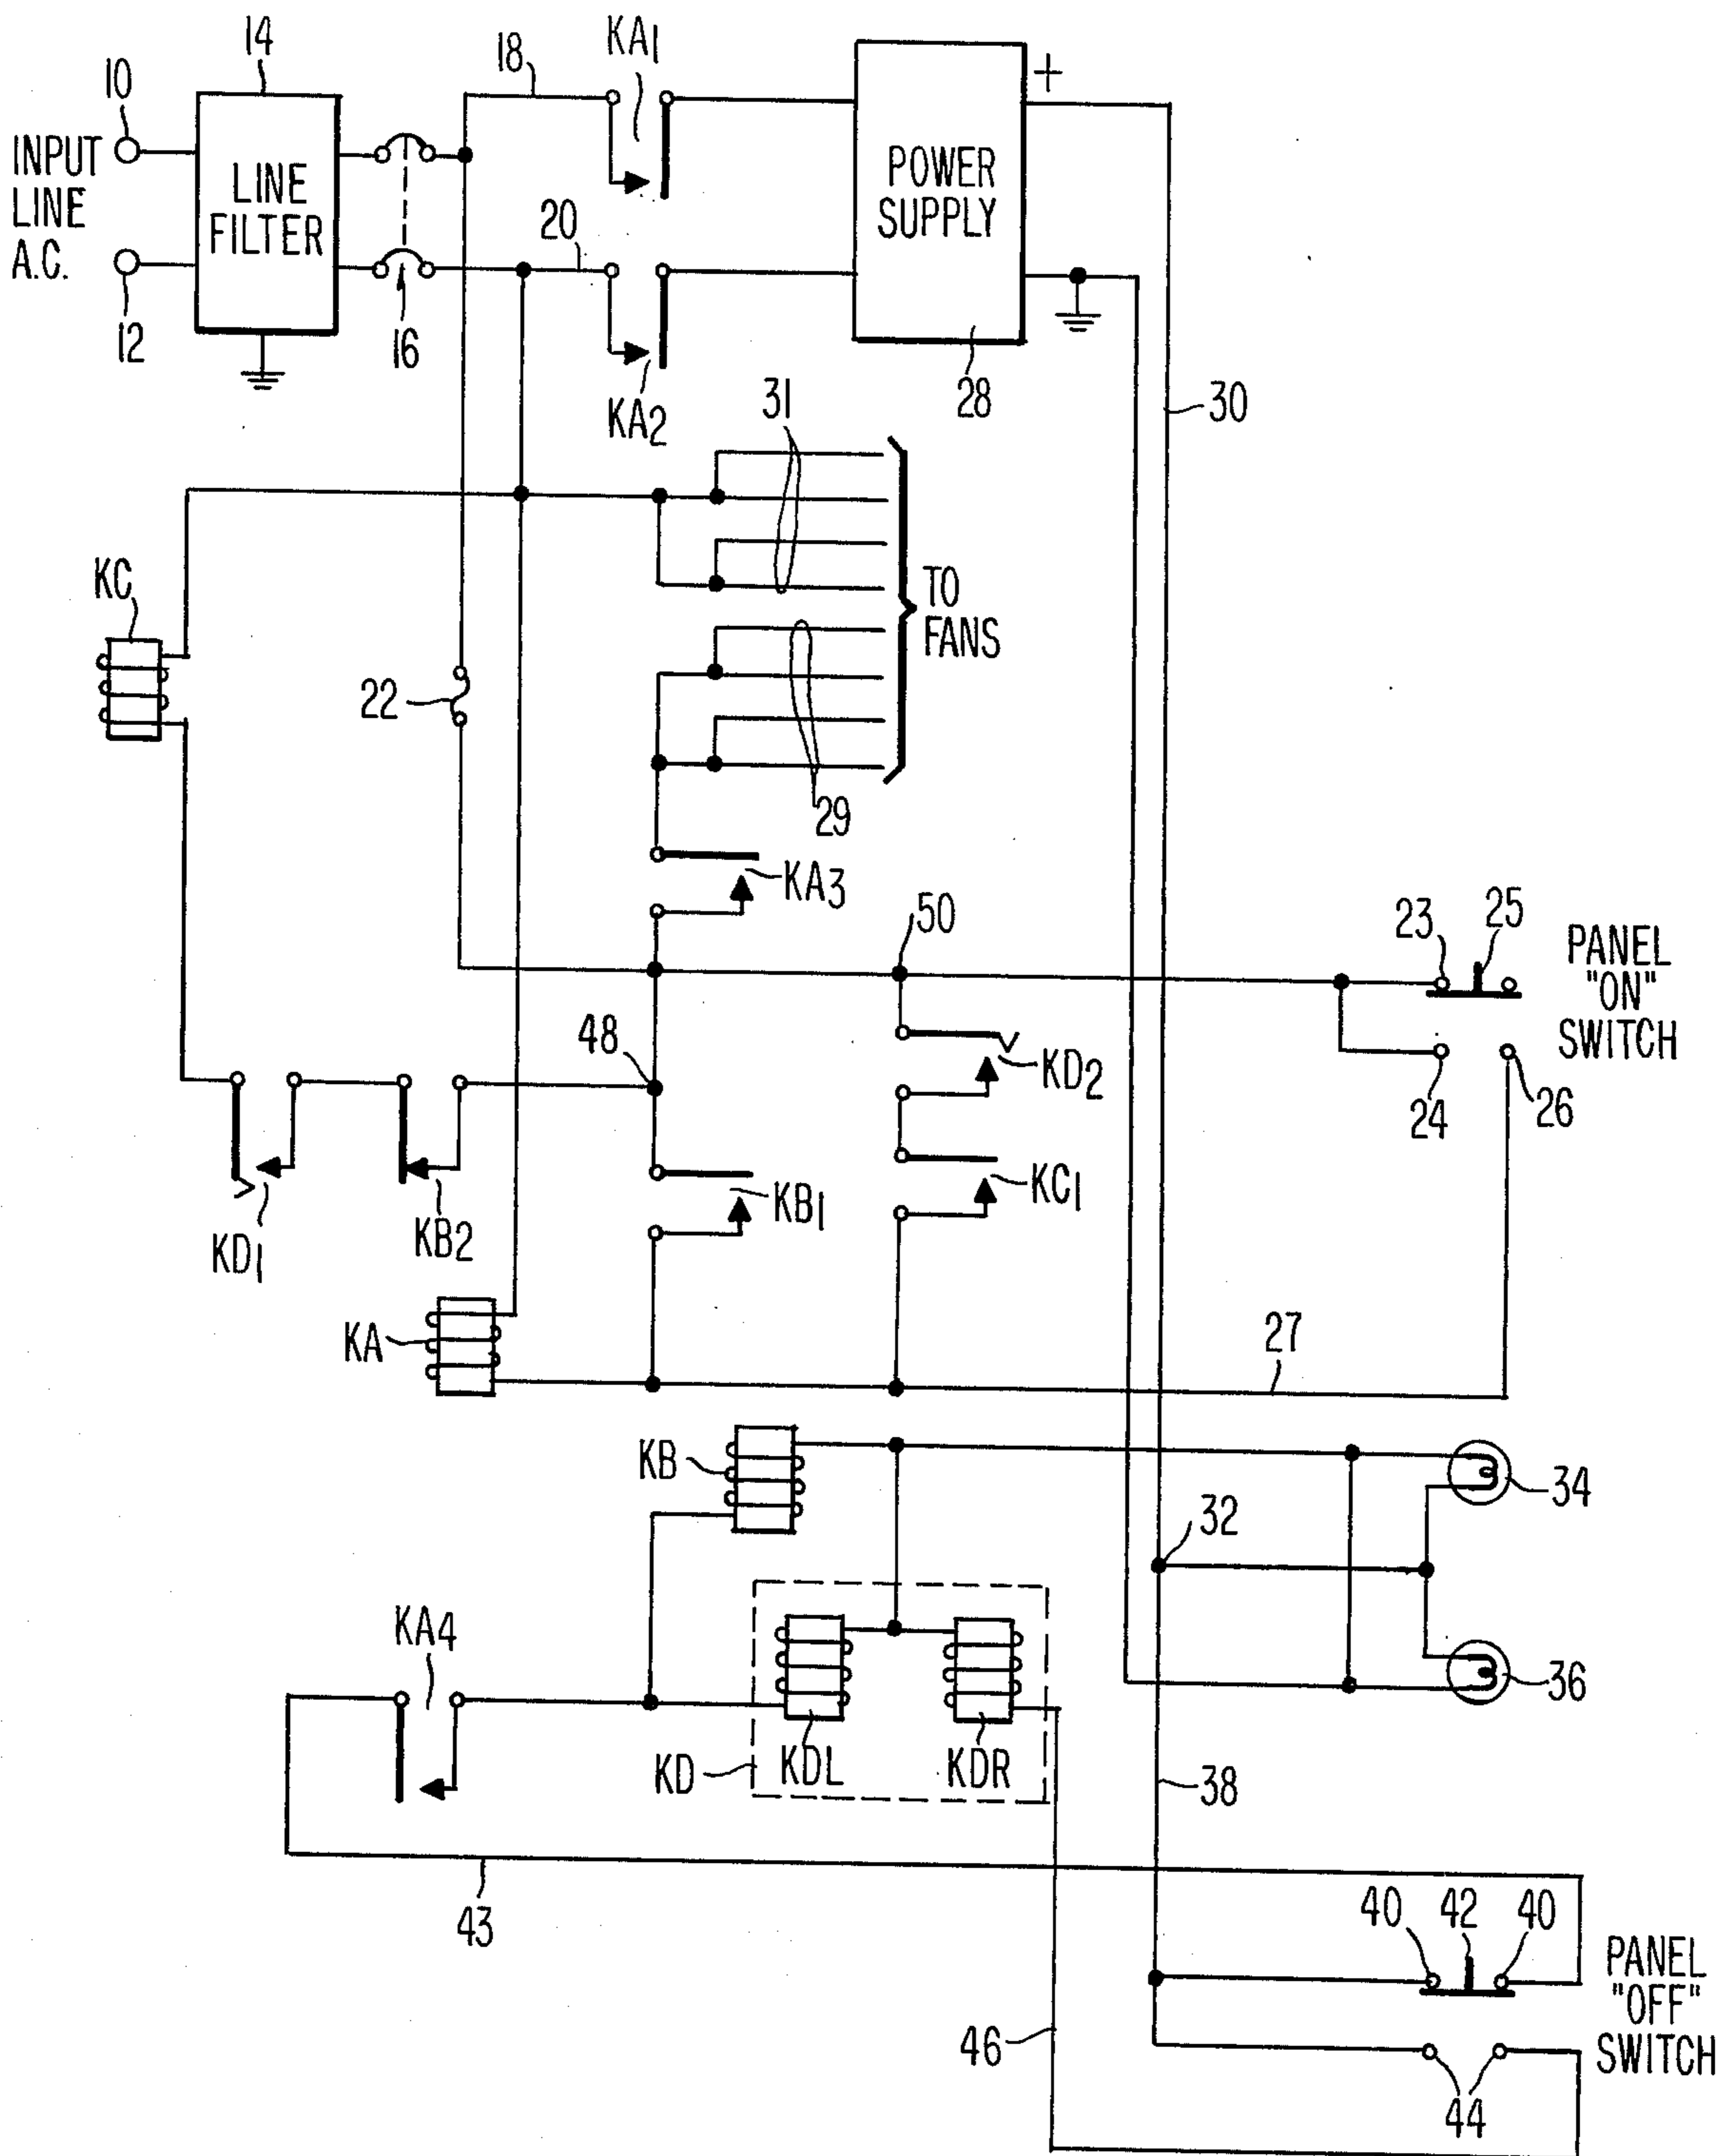 14
KA1
10
18
+
INPUT
LINE
A.C.
LINE
FILTER
POWER
SUPPLY
20
12
16
28
KA2
31
30
KC
TO
FANS
22
29
KA3
50
23
25
PANEL
"ON"
SWITCH
48
KD2
24
26
KD1
KB2
KB1
KC1
KA
27
KB
34
32
KA4
36
KD
KDL
KDR
38
43
40
42
40
PANEL
"OFF"
SWITCH
46
44